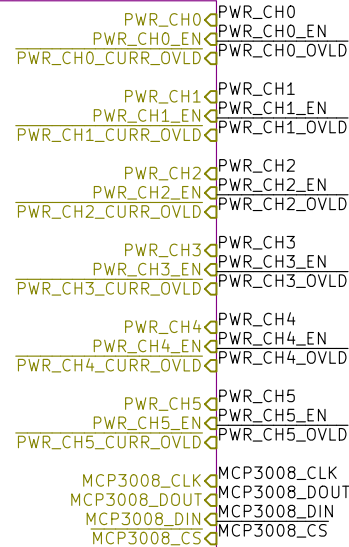 PWR_CH0 PWR_CH0
PWR_CH0_EN PWR_CH0_EN
PWR_CH0_CURR_OVLD PWR_CH0_OVLD
PWR_CH1 PWR_CH1
PWR_CH1_EN PWR_CH1_EN
PWR_CH1_CURR_OVLD PWR_CH1_OVLD
PWR_CH2 PWR_CH2
PWR_CH2_EN PWR_CH2_EN
PWR_CH2_CURR_OVLD PWR_CH2_OVLD
PWR_CH3 PWR_CH3
PWR_CH3_EN PWR_CH3_EN
PWR_CH3_CURR_OVLD PWR_CH3_OVLD
PWR_CH4 PWR_CH4
PWR_CH4_EN PWR_CH4_EN
PWR_CH4_CURR_OVLD PWR_CH4_OVLD
PWR_CH5 PWR_CH5
PWR_CH5_EN PWR_CH5_EN
PWR_CH5_CURR_OVLD PWR_CH5_OVLD
MCP3008_CLK MCP3008_CLK
MCP3008_DOUT MCP3008_DOUT
MCP3008_DIN MCP3008_DIN
MCP3008_CS MCP3008_CS